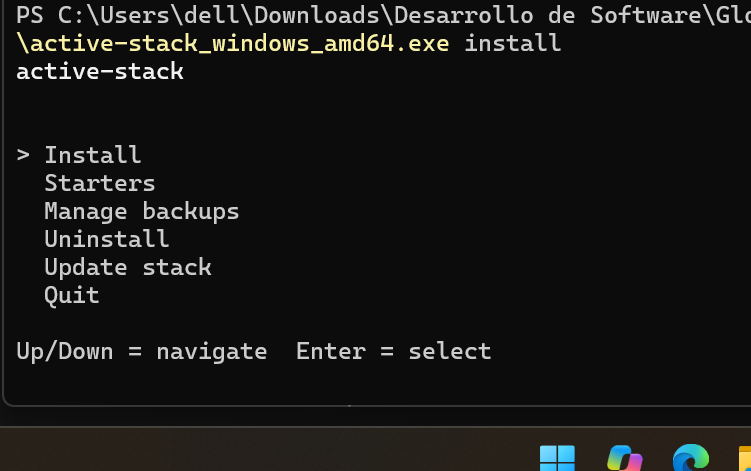 PS C:\Users\dell\Downloads\Desarrollo de Software\Glo
\active-stack_windows_amd64.exe install
active-stack
> Install
Starters
Manage backups
Uninstall
Update stack
Quit
Up/Down = navigate  Enter = select